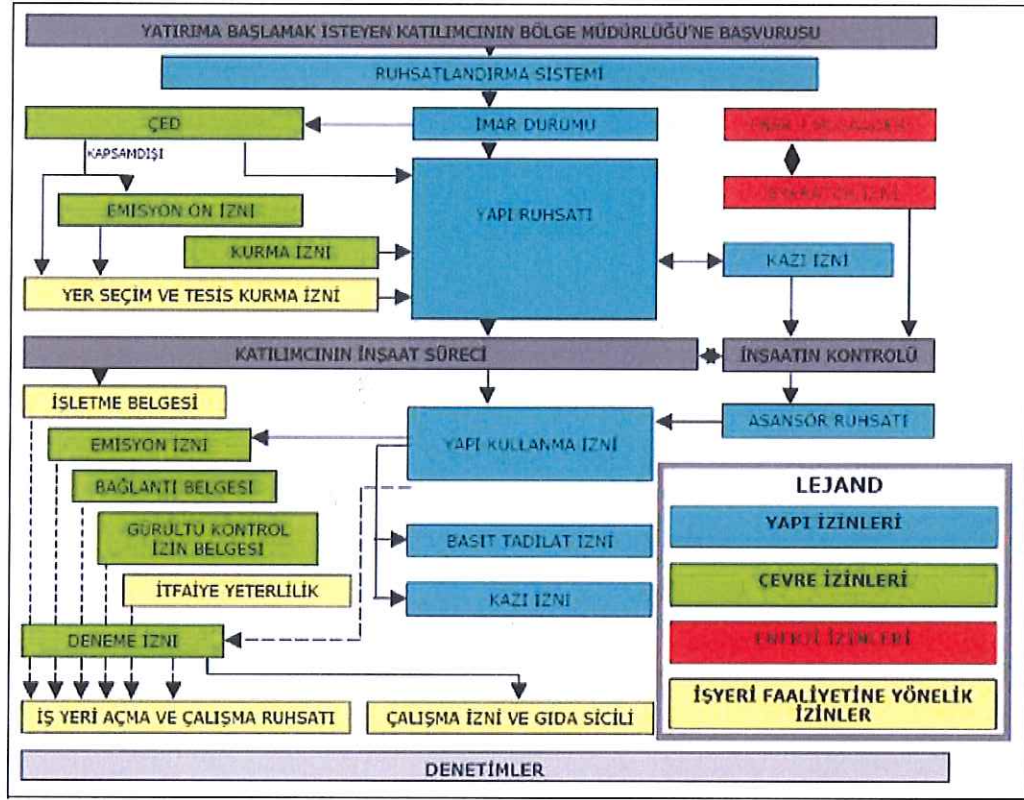 YATIRIMA BAŞLAMAK İSTEYEN KATILIMCININ BÖLGE MÜDÜRLÜĞÜ'NE BAŞVURUSU
RUHSATLANDIRMA SİSTEMİ
ÇED
İMAR DURUMU
KAPSAMDIŞI
EMİSYON ÖN İZNİ
YAPI RUHSATI
KURMA İZNİ
KAZI İZNİ
YER SEÇİM VE TESİS KURMA İZNİ
KATILIMCININ İNŞAAT SÜRECİ
İNŞAATIN KONTROLÜ
İŞLETME BELGESİ
ASANSÖR RUHSATI
EMİSYON İZNİ
YAPI KULLANMA İZNİ
BAĞLANTI BELGESİ
GÜRÜLTÜ KONTROL
İZİN BELGESİ
BASİT TADİLAT İZNİ
İTFAİYE YETERLİLİK
KAZI İZNİ
DENEME İZNİ
İŞ YERİ AÇMA VE ÇALIŞMA RUHSATI
ÇALIŞMA İZNİ VE GIDA SİCİLİ
LEJAND
YAPI İZİNLERİ
ÇEVRE İZİNLERİ
ENERJİ İZİNLERİ
İŞYERİ FAALİYETİNE YÖNELİK
İZİNLER
DENETİMLER